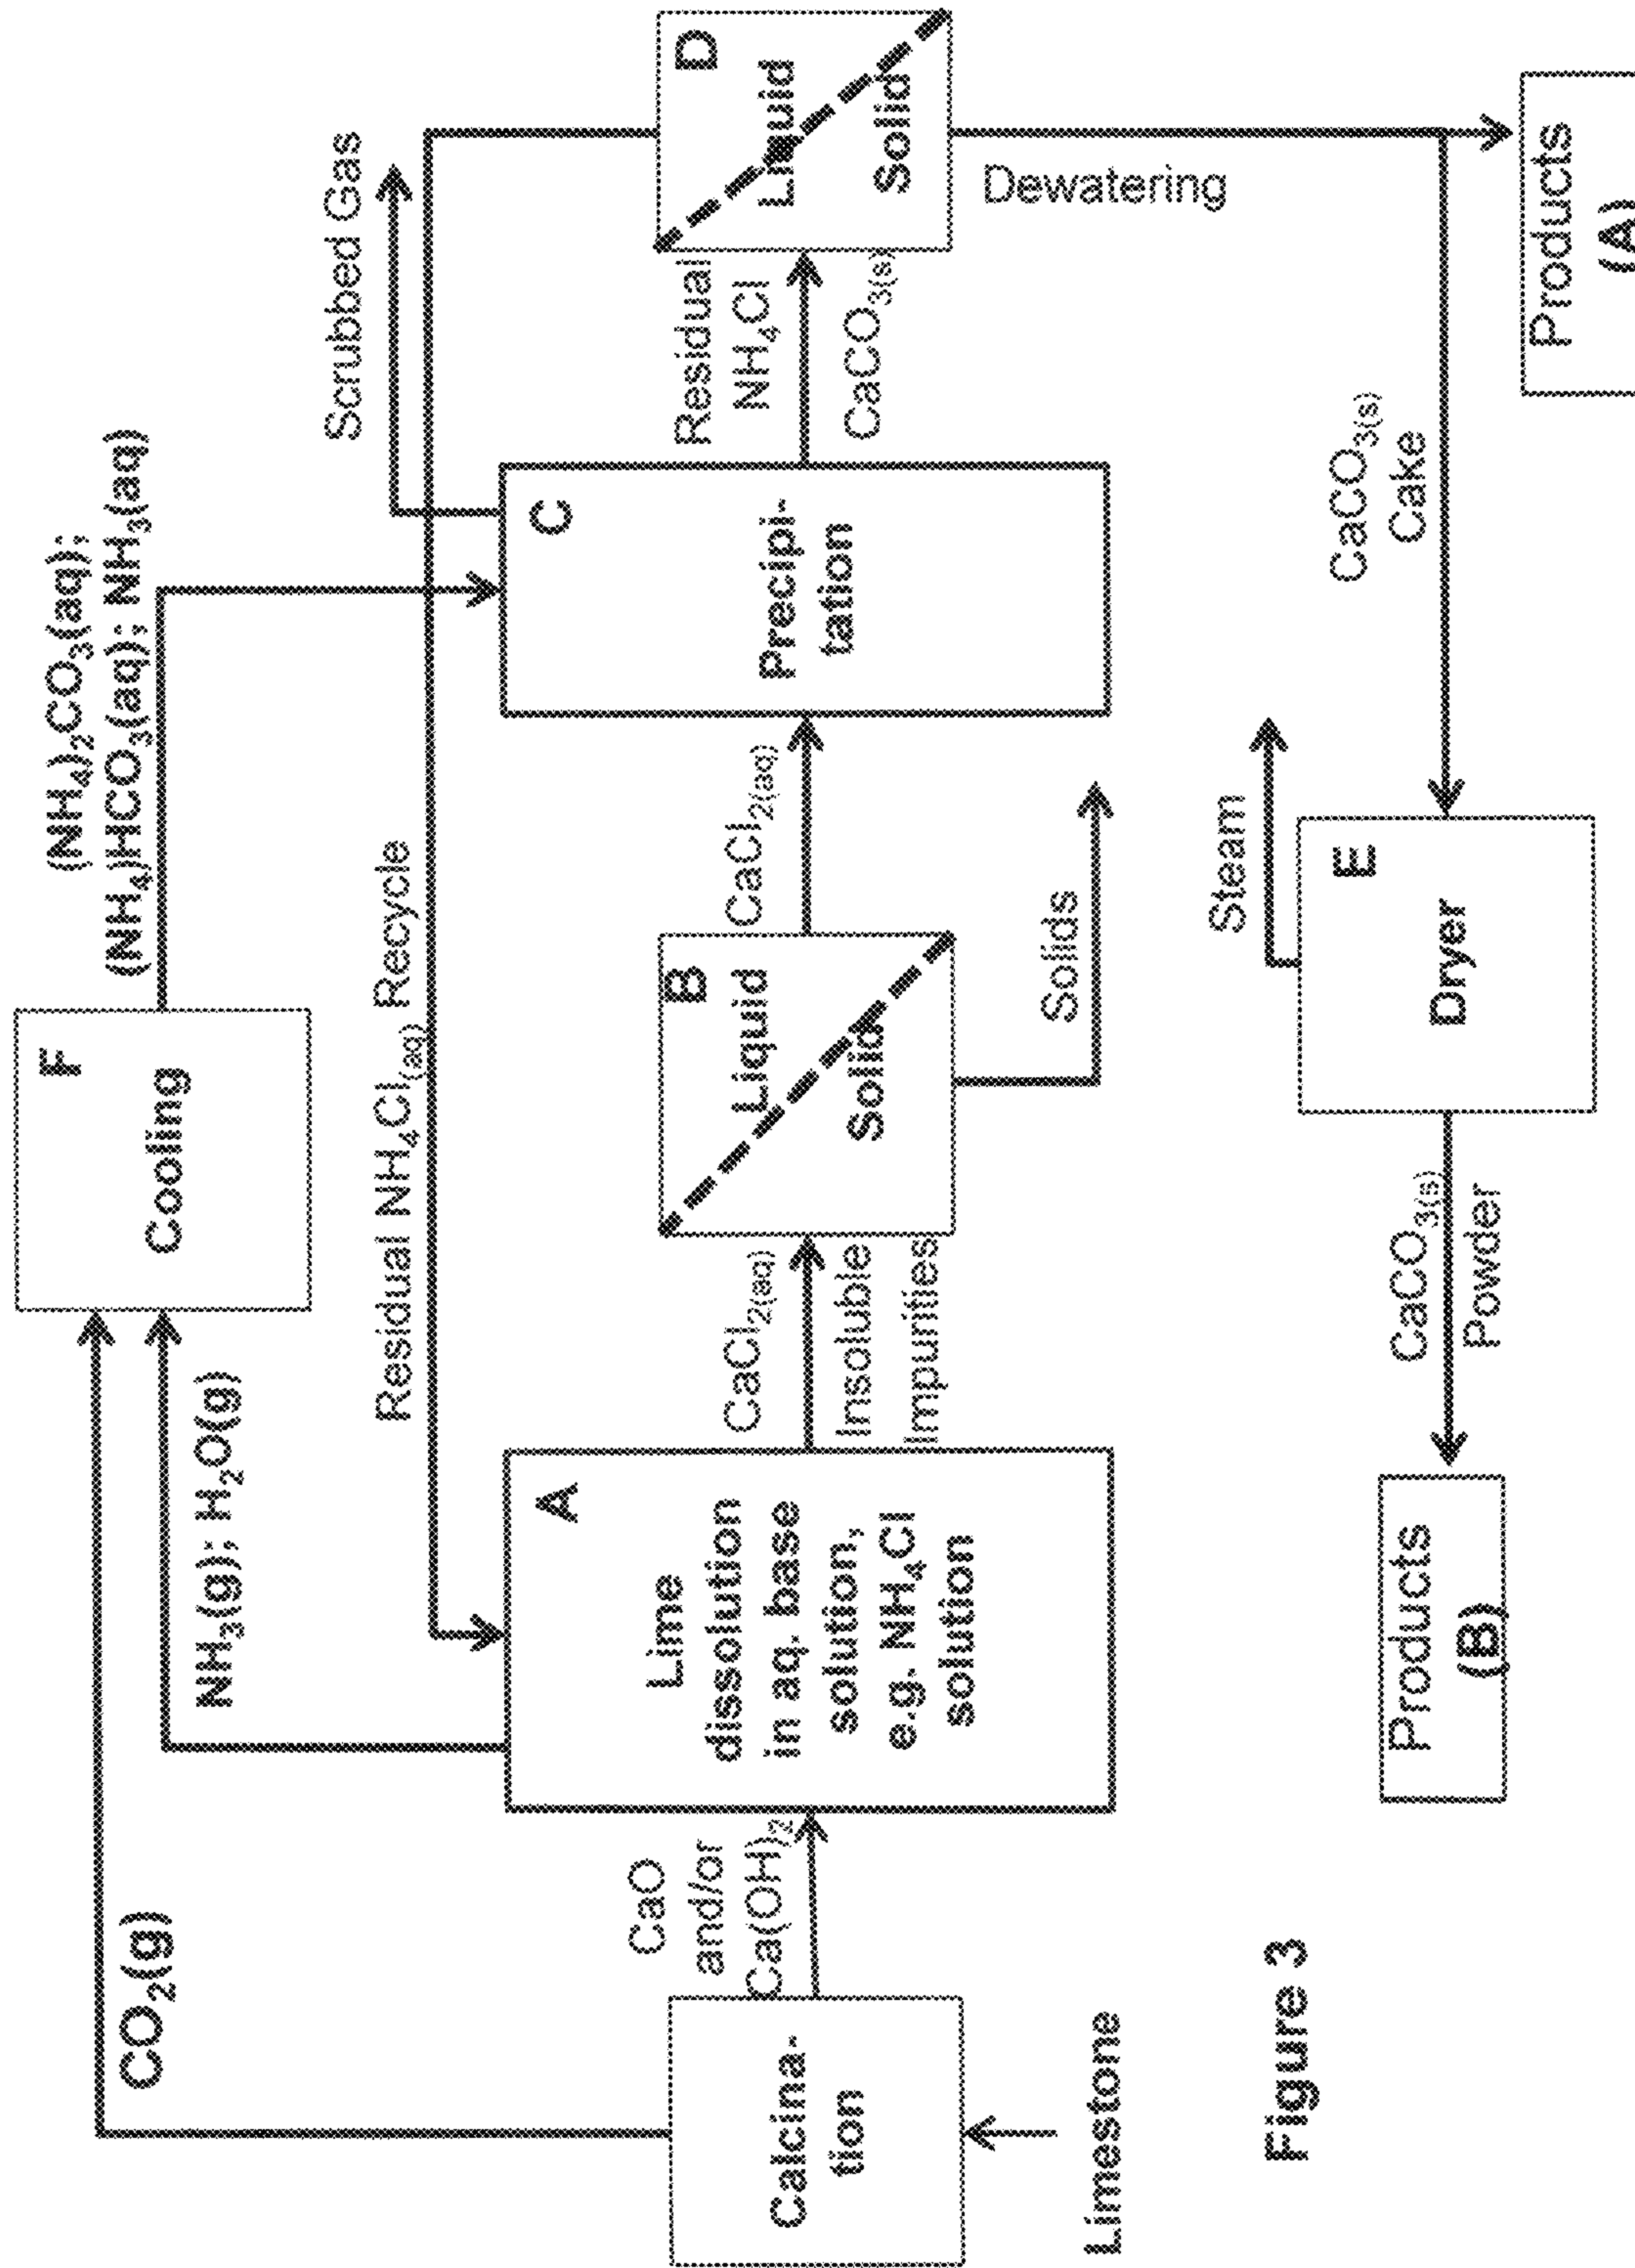 CO2(g)
NH3(g); H2O(g)
F
Cooling
(NH4)2CO3(aq);
(NH4)HCO3(aq); NH3(aq)
Residual NH4Cl(aq) Recycle
Scrubbed Gas
Calcina-
tion
Limestone
CaO
and/or
Ca(OH)2
A
Lime
dissolution
in aq. base
solution,
e.g. NH4Cl
solution
CaCl2(aq)
Insoluble
Impurities
B
Liquid
Solid
Solids
CaCl2(aq)
C
Precipi-
tation
Residual
NH4Cl
CaCO3(s)
D
Liquid
Solid
Dewatering
Products
(A)
CaCO3(s)
Cake
Steam
E
Dryer
CaCO3(s)
Powder
Products
(B)
Figure 3